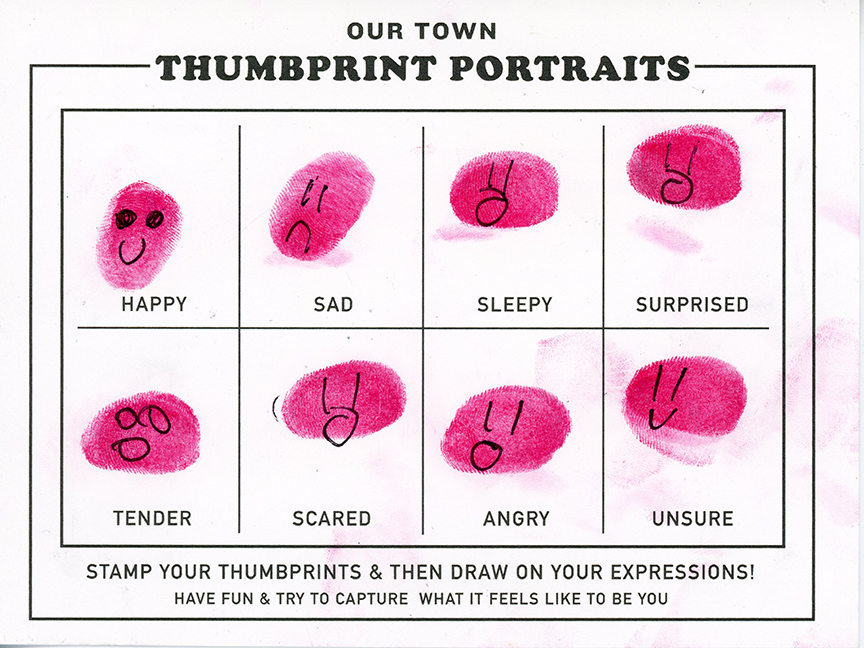 OUR TOWN
THUMBPRINT PORTRAITS
HAPPY
SAD
SLEEPY
SURPRISED
TENDER
SCARED
ANGRY
UNSURE
STAMP YOUR THUMBPRINTS & THEN DRAW ON YOUR EXPRESSIONS!
HAVE FUN & TRY TO CAPTURE WHAT IT FEELS LIKE TO BE YOU